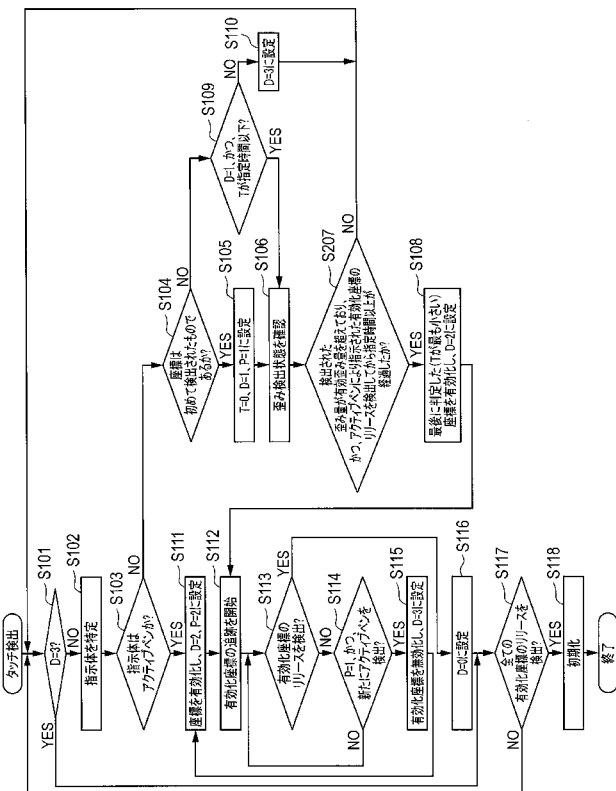 タッチ検出
S101
D=3?
YES
NO
S102
指示体を特定
S103
指示体は
アクティブペンか?
NO
YES
S104
座標は
初めて検出されたもので
あるか?
NO
YES
S105
T=0、D=1、P=1に設定
S106
歪み検出状態を確認
S109
D=1、かつ、
Tが指定時間以下?
NO
YES
S110
D=3に設定
S207
検出された
歪み量が有効歪み量を超えており、
かつ、アクティブペンにより指示された有効化座標の
リリースを検出してから指定時間以上が
経過したか?
NO
YES
S108
最後に判定した(Tが最も小さい)
座標を有効化し、D=2に設定
S111
座標を有効化し、D=2、P=2に設定
S112
有効化座標の追跡を開始
S113
有効化座標の
リリースを検出?
YES
NO
S114
P=1、かつ、
新たにアクティブペンを
検出?
NO
YES
S115
有効化座標を無効化し、D=3に設定
S116
D=0に設定
S117
全ての
有効化座標のリリースを
検出?
NO
YES
S118
初期化
終了